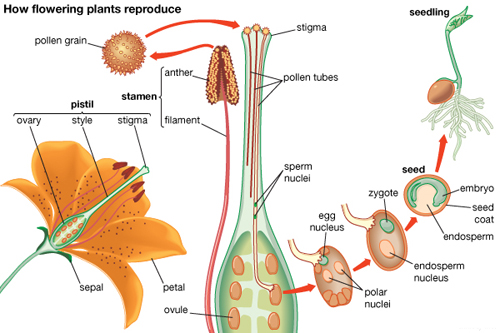 How flowering plants reproduce
pollen grain
stigma
seedling
anther
pollen tubes
stamen
pistil
ovary
style
stigma
filament
sperm
nuclei
seed
zygote
embryo
seed
coat
endosperm
egg
nucleus
endosperm
nucleus
polar
nuclei
sepal
petal
ovule